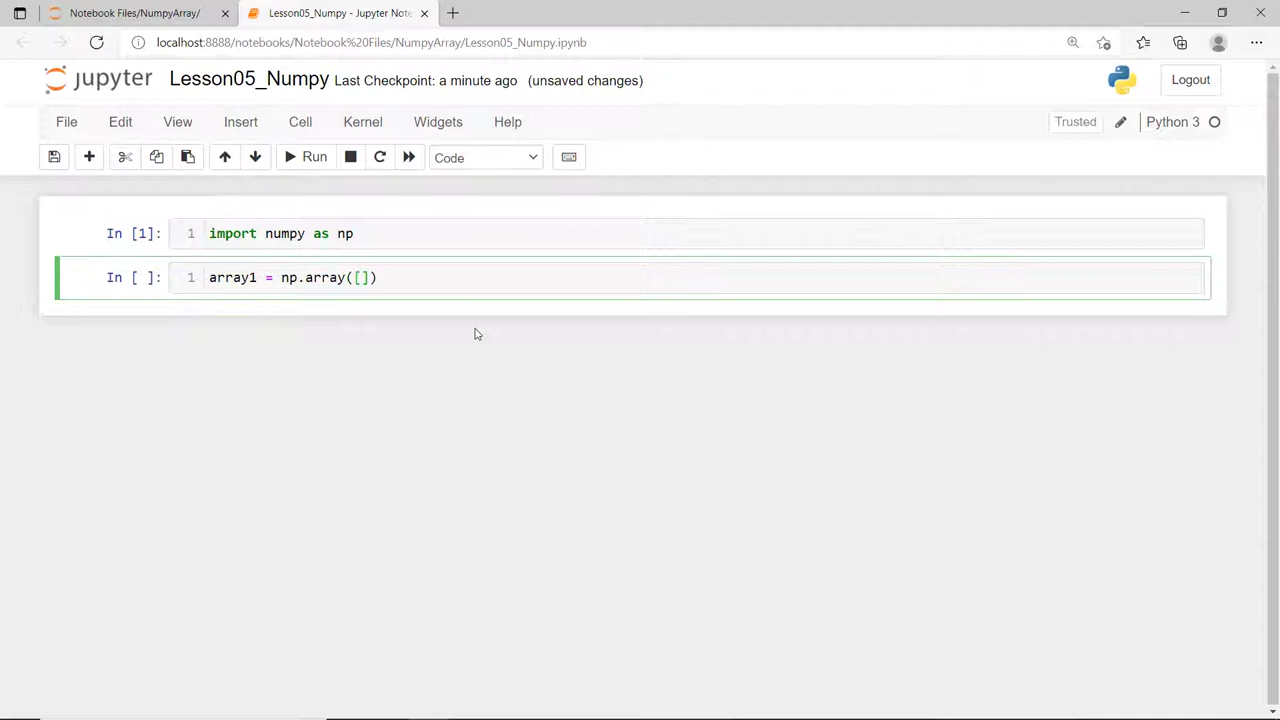 Notebook Files/NumpyArray/
Lesson05_Numpy - Jupyter Note
localhost:8888/notebooks/Notebook%20Files/NumpyArray/Lesson05_Numpy.ipynb
jupyter Lesson05_Numpy Last Checkpoint: a minute ago (unsaved changes) Logout
File Edit View Insert Cell Kernel Widgets Help Trusted Python 3
Run Code
In [1]: 1 import numpy as np
In [ ]: 1 array1 = np.array([])